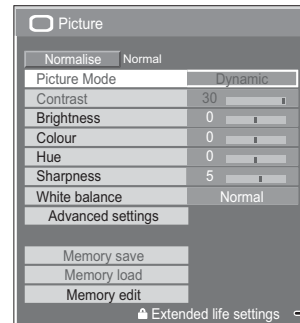 Picture
Normalise Normal
Picture Mode Dynamic
Contrast 30
Brightness 0
Colour 0
Hue 0
Sharpness 5
White balance Normal
Advanced settings
Memory save
Memory load
Memory edit
Extended life settings